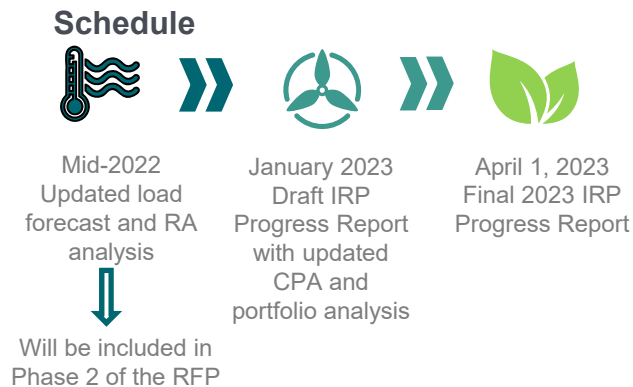 Schedule
Mid-2022
Updated load
forecast and RA
analysis
Will be included in
Phase 2 of the RFP
January 2023
Draft IRP
Progress Report
with updated
CPA and
portfolio analysis
April 1, 2023
Final 2023 IRP
Progress Report